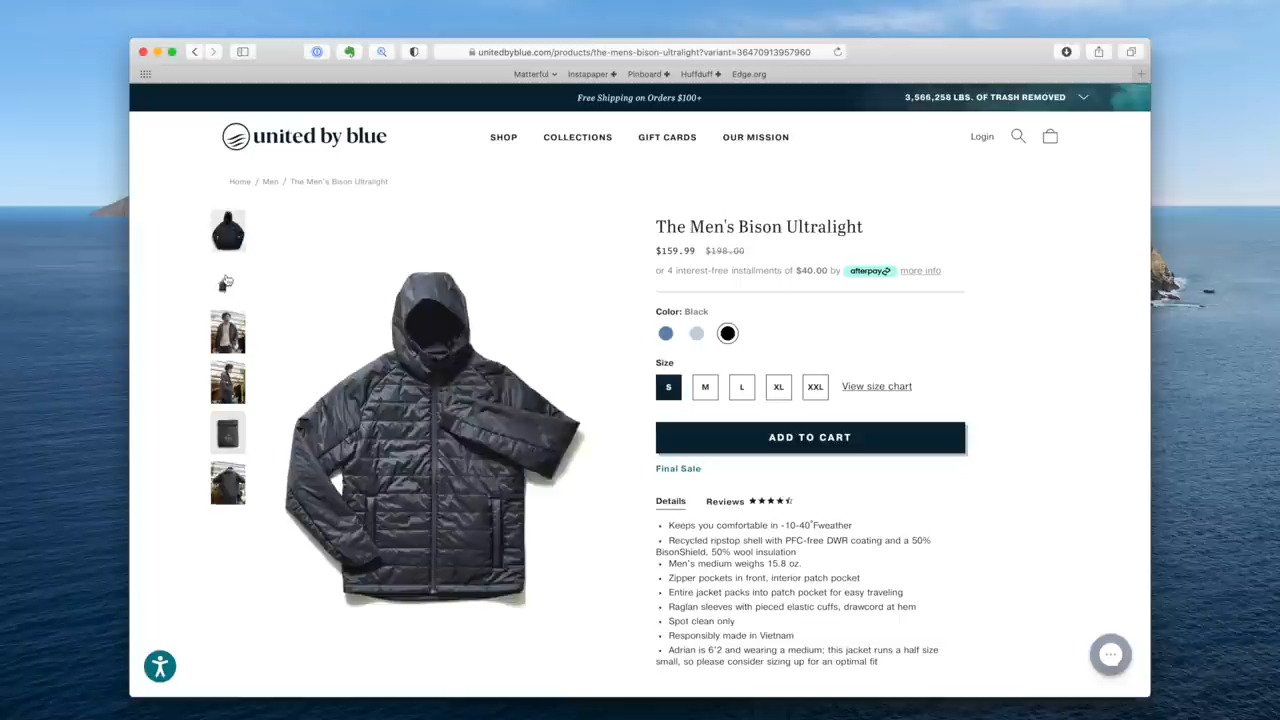 unitedbyblue.com/products/the-mens-bison-ultralight?variant=36470913957960
Matterful Instapaper Pinboard Huffduff Edge.org
Free Shipping on Orders $100+
3,566,258 LBS. OF TRASH REMOVED
united by blue
SHOP COLLECTIONS GIFT CARDS OUR MISSION
Login
Home / Men / The Men's Bison Ultralight
The Men's Bison Ultralight
$159.99 $198.00
or 4 interest-free installments of $40.00 by afterpay more info
Color: Black
Size
S M L XL XXL View size chart
ADD TO CART
Final Sale
Details Reviews
• Keeps you comfortable in -10-40°Fweather
• Recycled ripstop shell with PFC-free DWR coating and a 50%
BisonShield, 50% wool insulation
• Men's medium weighs 15.8 oz.
• Zipper pockets in front, interior patch pocket
• Entire jacket packs into patch pocket for easy traveling
• Raglan sleeves with pieced elastic cuffs, drawcord at hem
• Spot clean only
• Responsibly made in Vietnam
• Adrian is 6'2 and wearing a medium; this jacket runs a half size
small, so please consider sizing up for an optimal fit